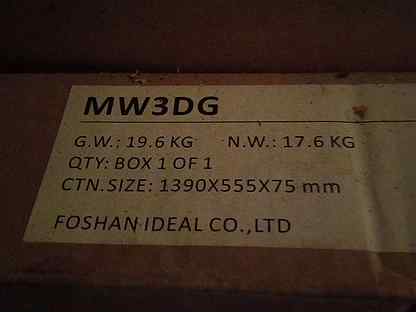 MW3DG
G.W.: 19.6 KG N.W.: 17.6 KG
QTY: BOX 1 OF 1
CTN.SIZE: 1390X555X75 mm
FOSHAN IDEAL CO.,LTD